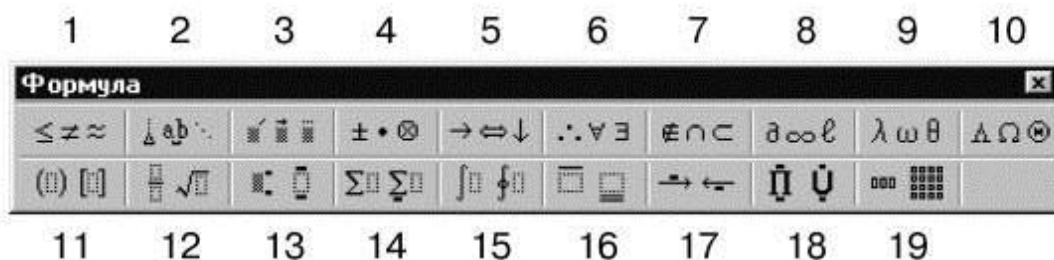 1 2 3 4 5 6 7 8 9 10
Формула
≤ ≠ ≈ a̲b ⋱ ± • ⊗ → ⇔ ↓ ∴ ∀ ∃ ∉ ∩ ⊂ ∂ ∞ ℓ λ ω θ Λ Ω Θ
( ) [ ] √ Σ Σ ∫ ∮ → ← Π U
11 12 13 14 15 16 17 18 19